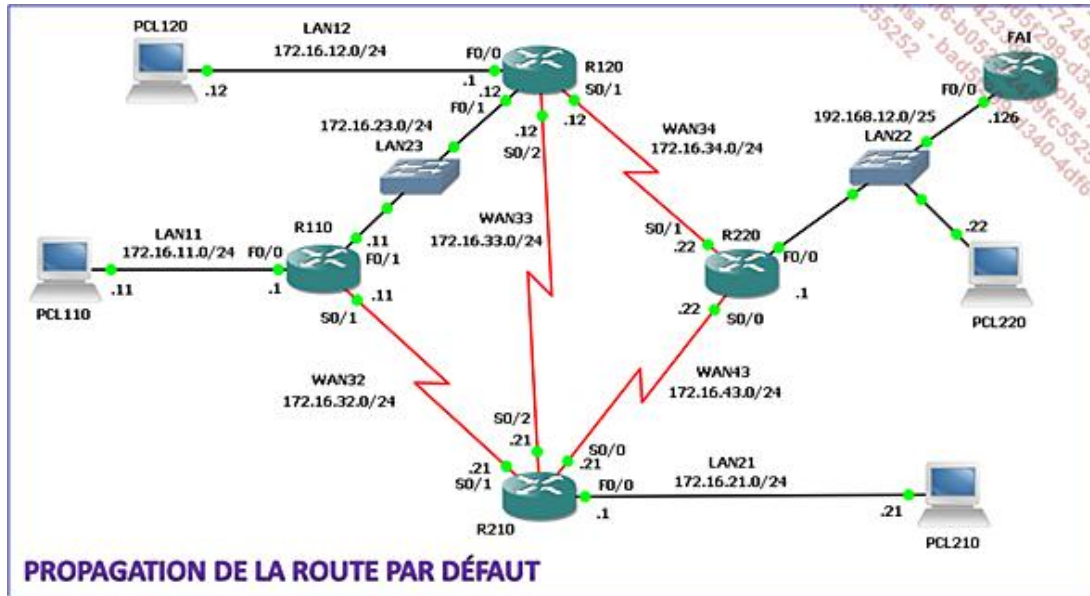 PCL120
LAN12
172.16.12.0/24
.12
F0/0
.1
R120
.12
F0/1
S0/1
.12
.12
S0/2
FAI
F0/0
.126
192.168.12.0/25
LAN22
172.16.23.0/24
LAN23
WAN34
172.16.34.0/24
WAN33
172.16.33.0/24
R110
.11
F0/1
LAN11
172.16.11.0/24
F0/0
.1
.11
PCL110
.11
S0/1
S0/1
.22
R220
F0/0
.1
.22
S0/0
.22
PCL220
WAN32
172.16.32.0/24
WAN43
172.16.43.0/24
S0/2
.21
S0/0
.21
.21
S0/1
R210
F0/0
.1
LAN21
172.16.21.0/24
.21
PCL210
PROPAGATION DE LA ROUTE PAR DÉFAUT